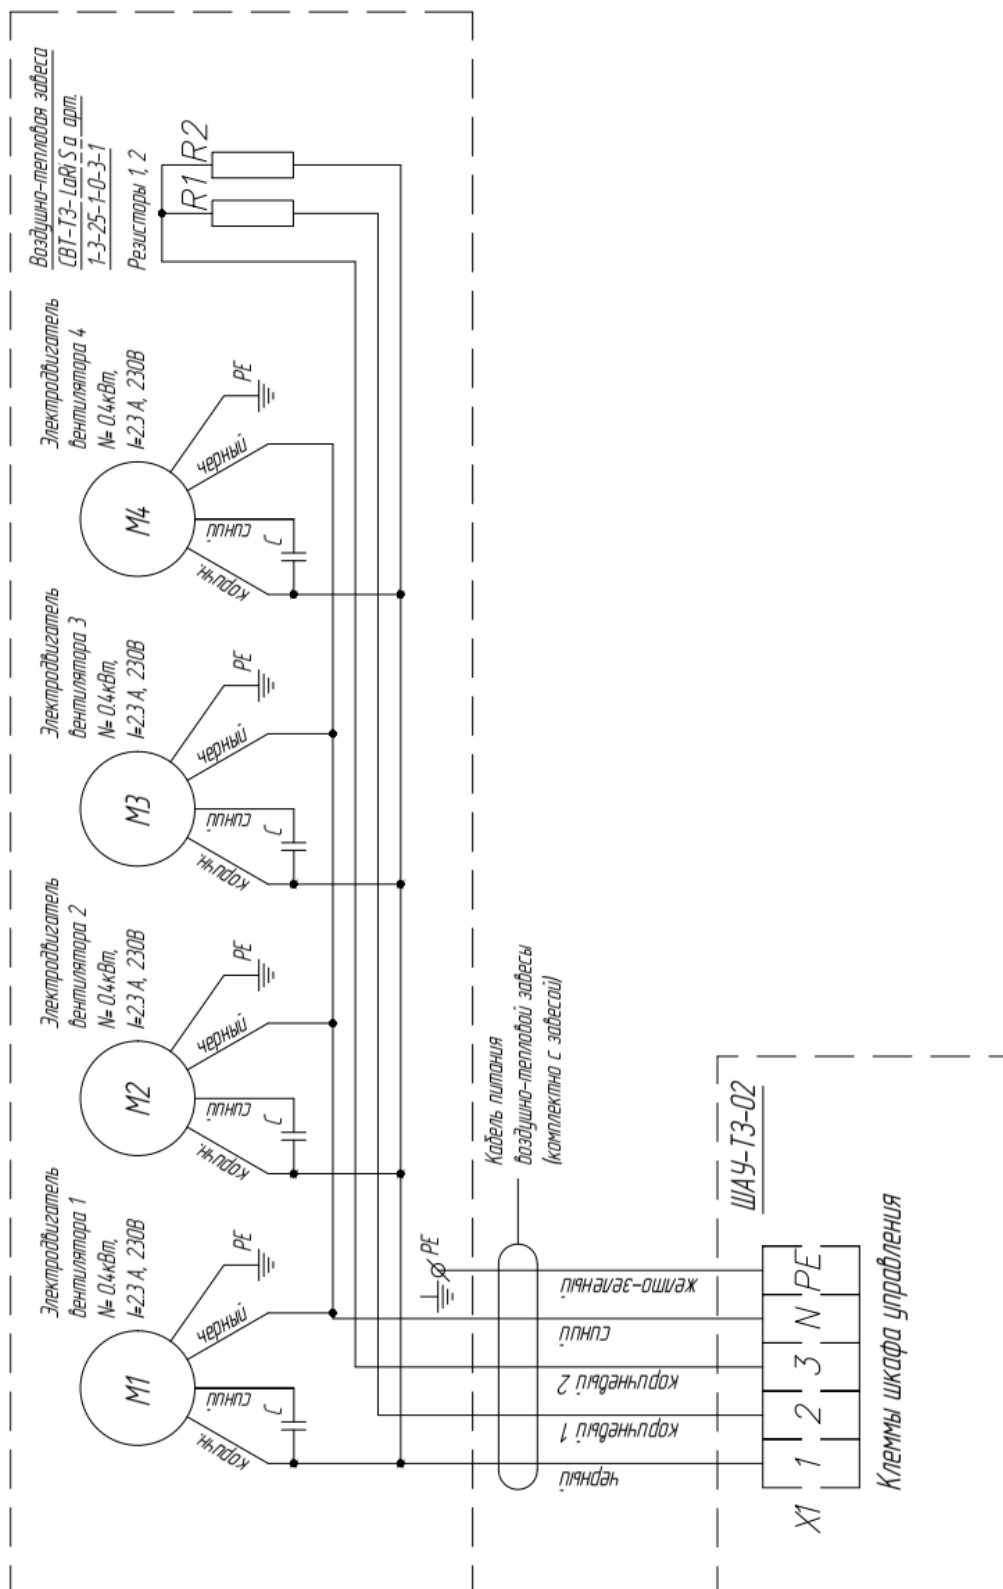 Воздушно-тепловая завеса
СВТ-ТЗ- LaRiS a арт.
1-3-25-1-0-3-1
Резисторы 1, 2
R1
R2
Электродвигатель
вентилятора 1
N= 0.4кВт,
I=2.3 А, 230В
M1
коричн.
синий
черный
PE
C
Электродвигатель
вентилятора 2
N= 0.4кВт,
I=2.3 А, 230В
M2
коричн.
синий
черный
PE
C
Электродвигатель
вентилятора 3
N= 0.4кВт,
I=2.3 А, 230В
M3
коричн.
синий
черный
PE
C
Электродвигатель
вентилятора 4
N= 0.4кВт,
I=2.3 А, 230В
M4
коричн.
синий
черный
PE
C
PE
Кабель питания
воздушно-тепловой завесы
(комплектно с завесой)
черный
коричневый 1
коричневый 2
синий
желто-зеленый
ШАУ-ТЗ-02
X1
1 2 3 N PE
Клеммы шкафа управления